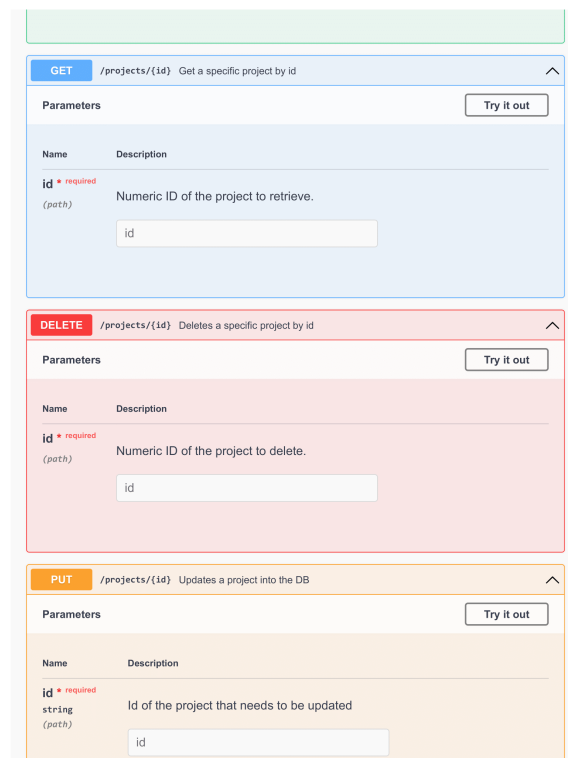 GET /projects/{id} Get a specific project by id
Parameters Try it out
Name Description
id * required
(path)
Numeric ID of the project to retrieve.
id
DELETE /projects/{id} Deletes a specific project by id
Parameters Try it out
Name Description
id * required
(path)
Numeric ID of the project to delete.
id
PUT /projects/{id} Updates a project into the DB
Parameters Try it out
Name Description
id * required
string
(path)
Id of the project that needs to be updated
id